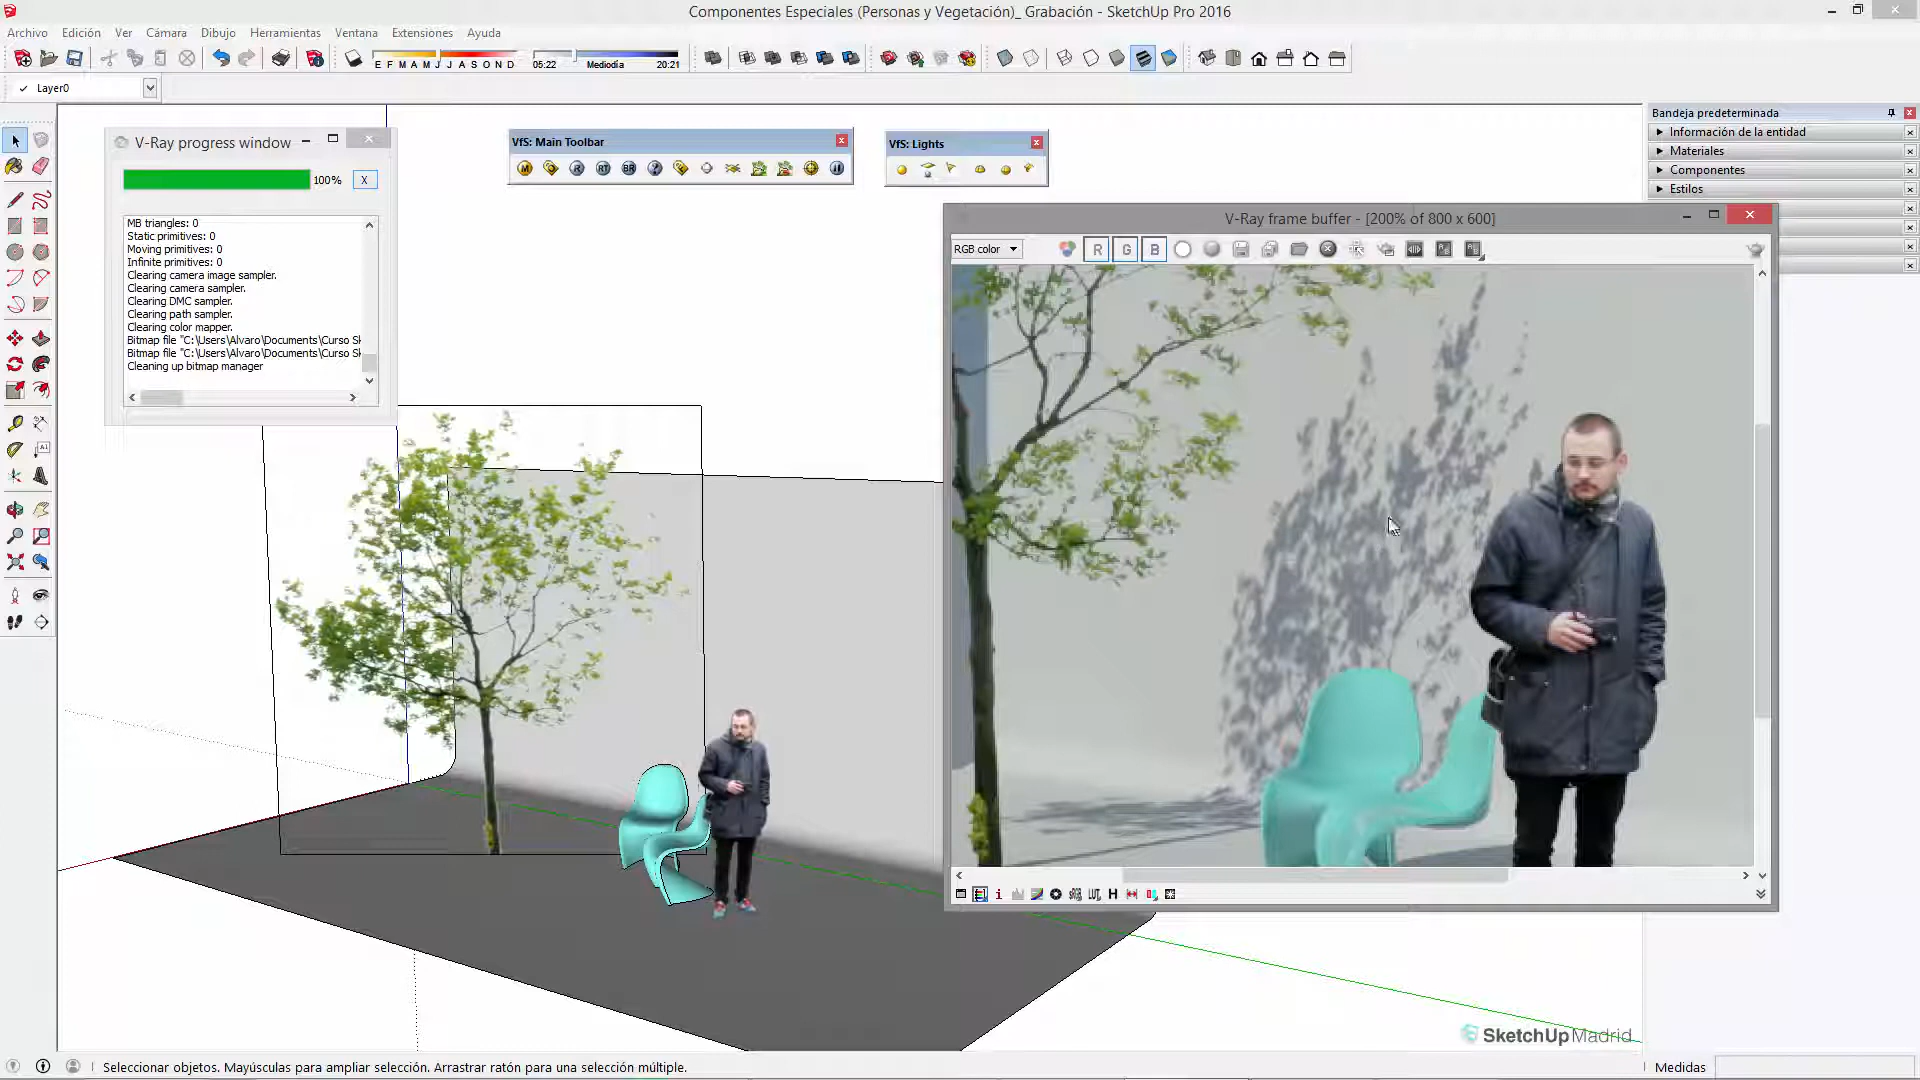 Componentes Especiales (Personas y Vegetación)_ Grabación - SketchUp Pro 2016
Archivo Edición Ver Cámara Dibujo Herramientas Ventana Extensiones Ayuda
E F M A M J J A S O N D 05:22 Mediodía 20:21
Layer0
V-Ray progress window
100% X
MB triangles: 0
Static primitives: 0
Moving primitives: 0
Infinite primitives: 0
Clearing camera image sampler.
Clearing camera sampler.
Clearing DMC sampler.
Clearing path sampler.
Clearing color mapper.
Bitmap file "C:\Users\Alvaro\Documents\Curso Sk
Bitmap file "C:\Users\Alvaro\Documents\Curso Sk
Cleaning up bitmap manager
VfS: Main Toolbar
M R RT BR
VfS: Lights
V-Ray frame buffer - [200% of 800 x 600]
RGB color R G B
LUT H
Bandeja predeterminada
Información de la entidad
Materiales
Componentes
Estilos
SketchUp Madrid
Seleccionar objetos. Mayúsculas para ampliar selección. Arrastrar ratón para una selección múltiple.
Medidas